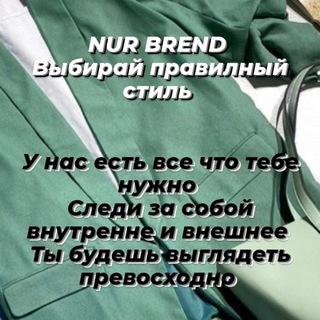 NUR BREND
Выбирай правилный
стиль
У нас есть все что тебе
нужно
Следи за собой
внутренне и внешнее
Ты будешь выглядеть
превосходно